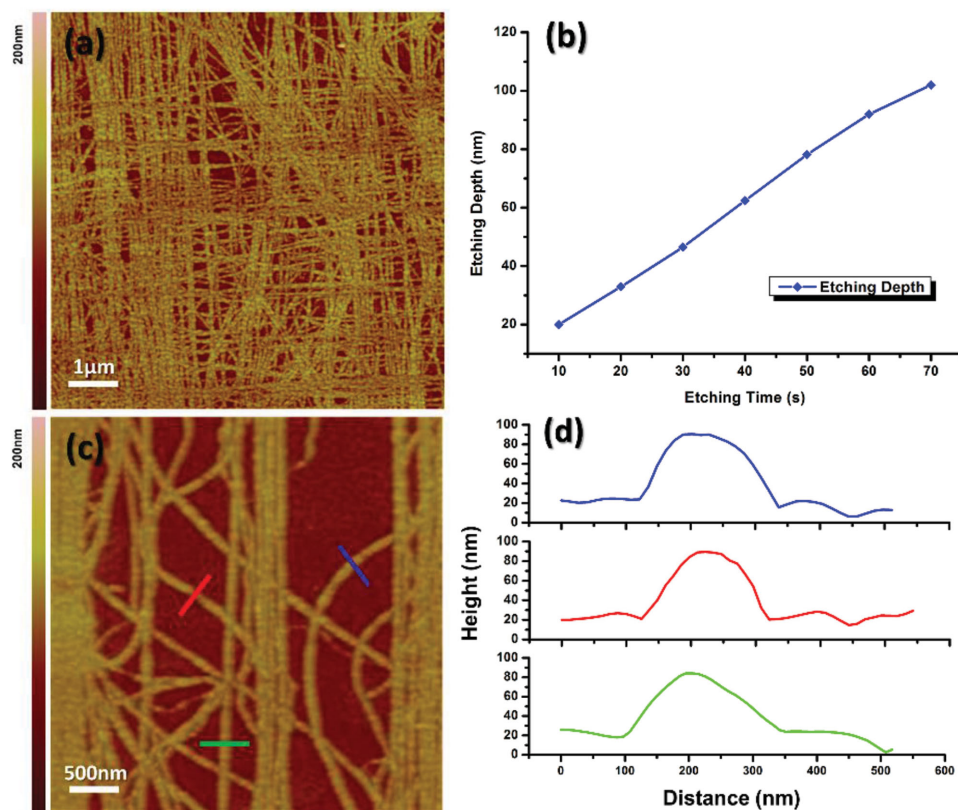 200nm
(a)
1μm
(b)
Etching Depth (nm)
120
100
80
60
40
20
Etching Depth
10 20 30 40 50 60 70
Etching Time (s)
200nm
(c)
500nm
(d)
Height (nm)
100
80
60
40
20
0
100
80
60
40
20
0
100
80
60
40
20
0
0 100 200 300 400 500 600
Distance (nm)